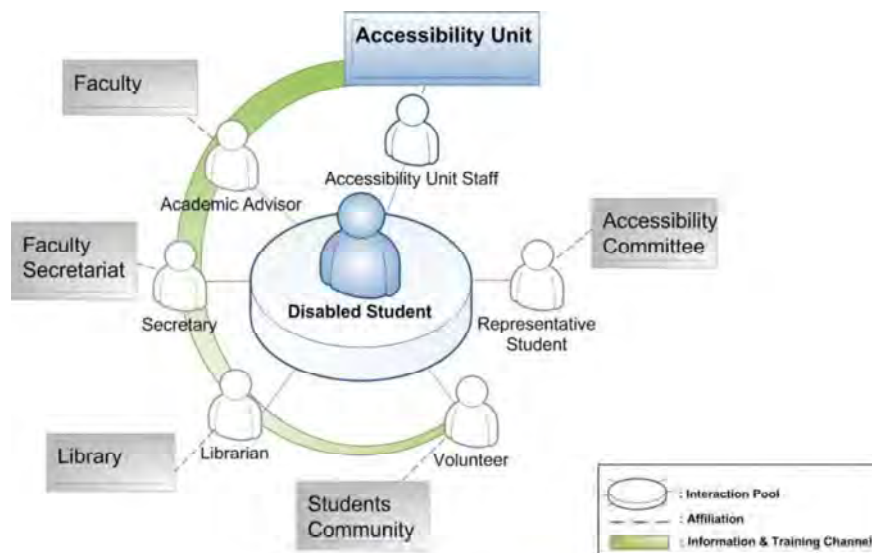 Accessibility Unit
Faculty
Accessibility Unit Staff
Academic Advisor
Accessibility
Committee
Faculty
Secretariat
Disabled Student
Secretary
Representative
Student
Librarian
Volunteer
Library
Students
Community
: Interaction Pool
: Affiliation
: Information & Training Channel